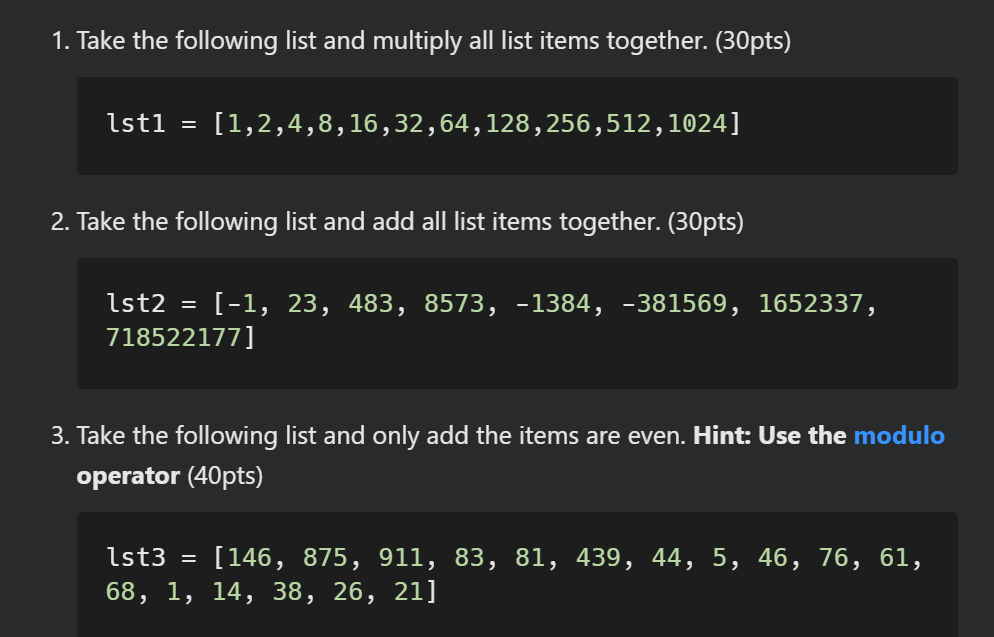 1. Take the following list and multiply all list items together. (30pts)
lst1 = [1,2,4,8,16,32,64,128,256,512,1024]
2. Take the following list and add all list items together. (30pts)
lst2 = [-1, 23, 483, 8573, -1384, -381569, 1652337,
718522177]
3. Take the following list and only add the items are even. Hint: Use the modulo
operator (40pts)
lst3 = [146, 875, 911, 83, 81, 439, 44, 5, 46, 76, 61,
68, 1, 14, 38, 26, 21]